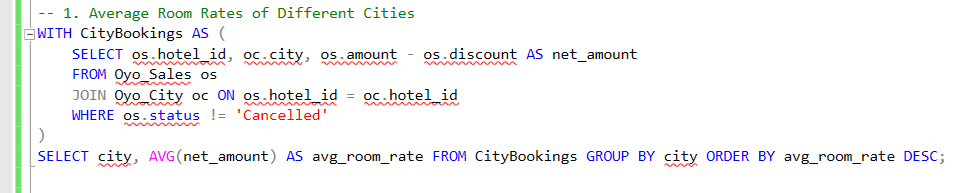 -- 1. Average Room Rates of Different Cities
WITH CityBookings AS (
    SELECT os.hotel_id, oc.city, os.amount - os.discount AS net_amount
    FROM Oyo_Sales os
    JOIN Oyo_City oc ON os.hotel_id = oc.hotel_id
    WHERE os.status != 'Cancelled'
)
SELECT city, AVG(net_amount) AS avg_room_rate FROM CityBookings GROUP BY city ORDER BY avg_room_rate DESC;